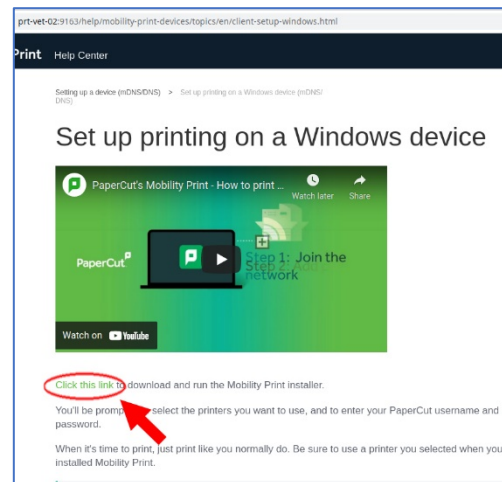 prt-vet-02:9163/help/mobility-print-devices/topics/en/client-setup-windows.html
Print Help Center
Setting up a device (mDNS/DNS) > Set up printing on a Windows device (mDNS/
DNS)
Set up printing on a Windows device
PaperCut's Mobility Print - How to print ...
Watch later Share
PaperCut
Step 1: Join the
network
Step 2:
Watch on YouTube
Click this link to download and run the Mobility Print installer.
You'll be promp select the printers you want to use, and to enter your PaperCut username and
password.
When it's time to print, just print like you normally do. Be sure to use a printer you selected when you
installed Mobility Print.